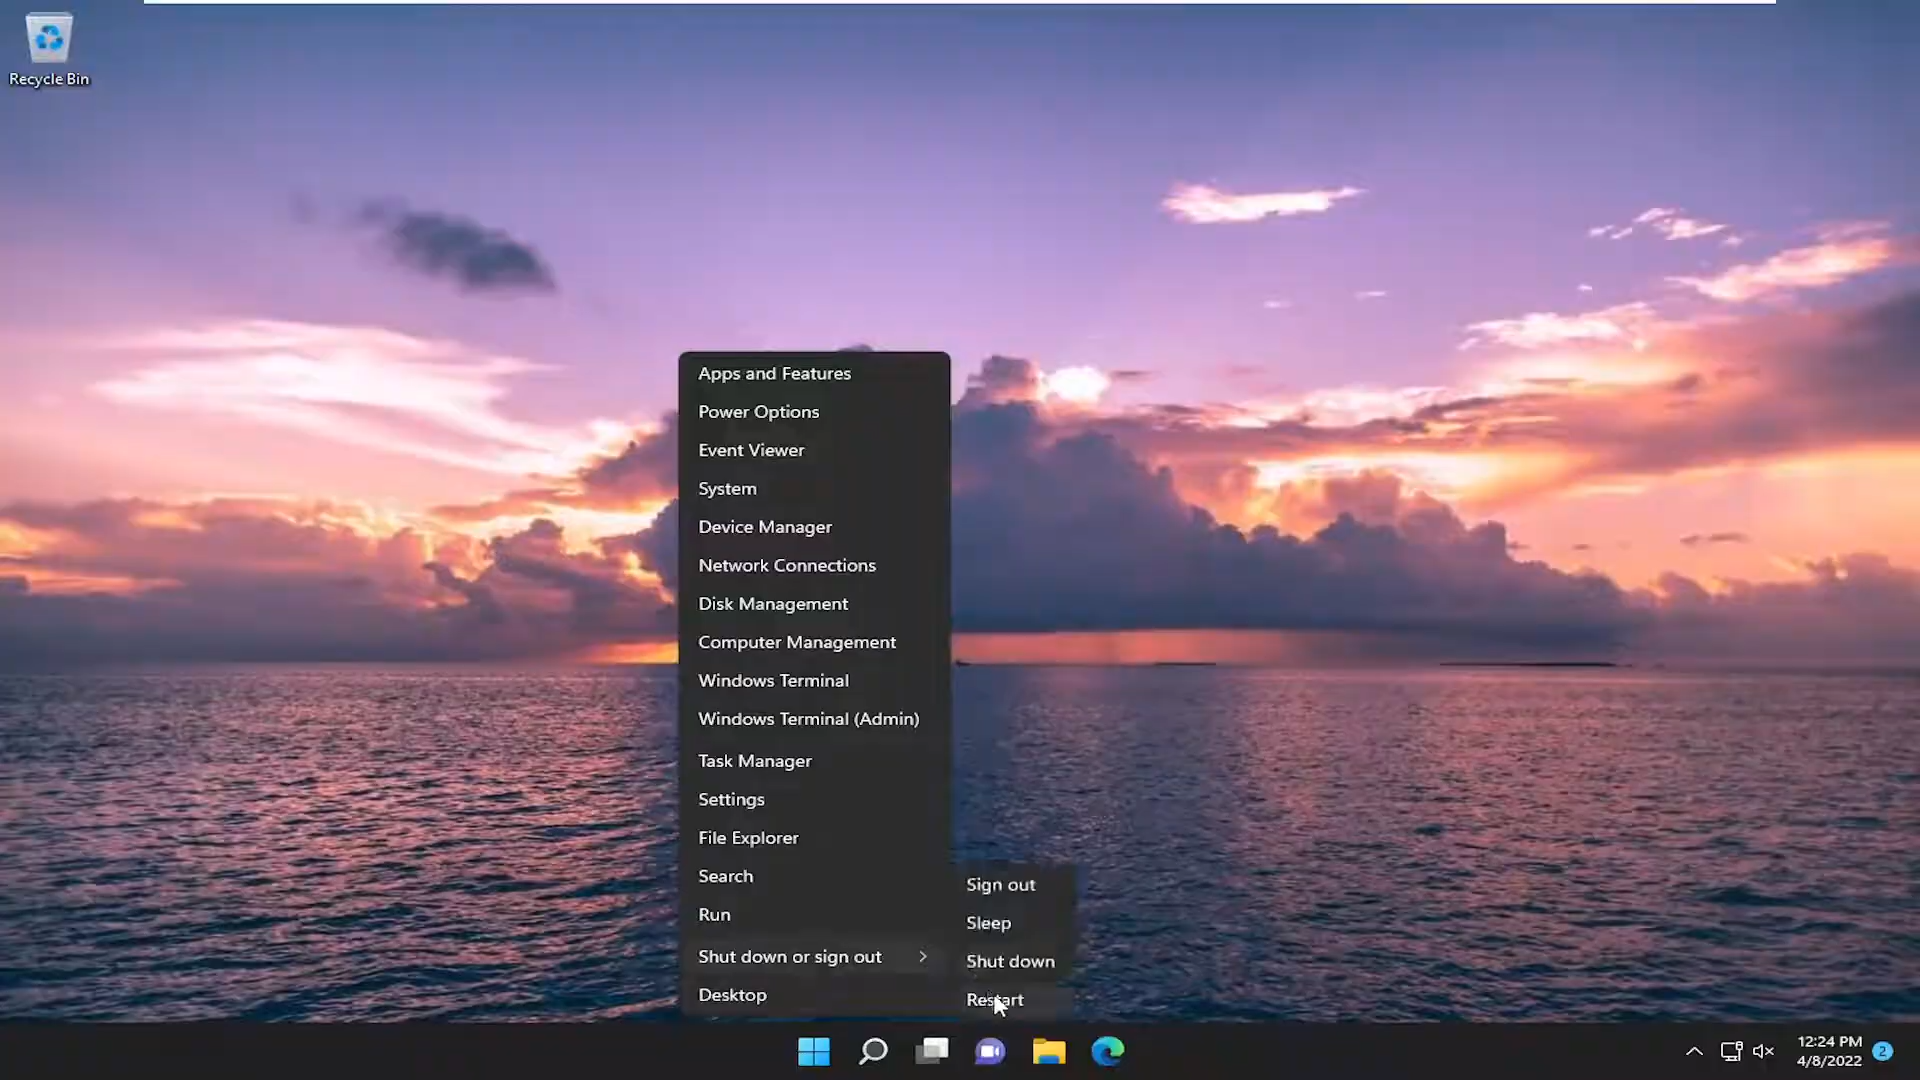 Recycle Bin
Apps and Features
Power Options
Event Viewer
System
Device Manager
Network Connections
Disk Management
Computer Management
Windows Terminal
Windows Terminal (Admin)
Task Manager
Settings
File Explorer
Search
Run
Shut down or sign out
Desktop
Sign out
Sleep
Shut down
Restart
12:24 PM
4/8/2022
2